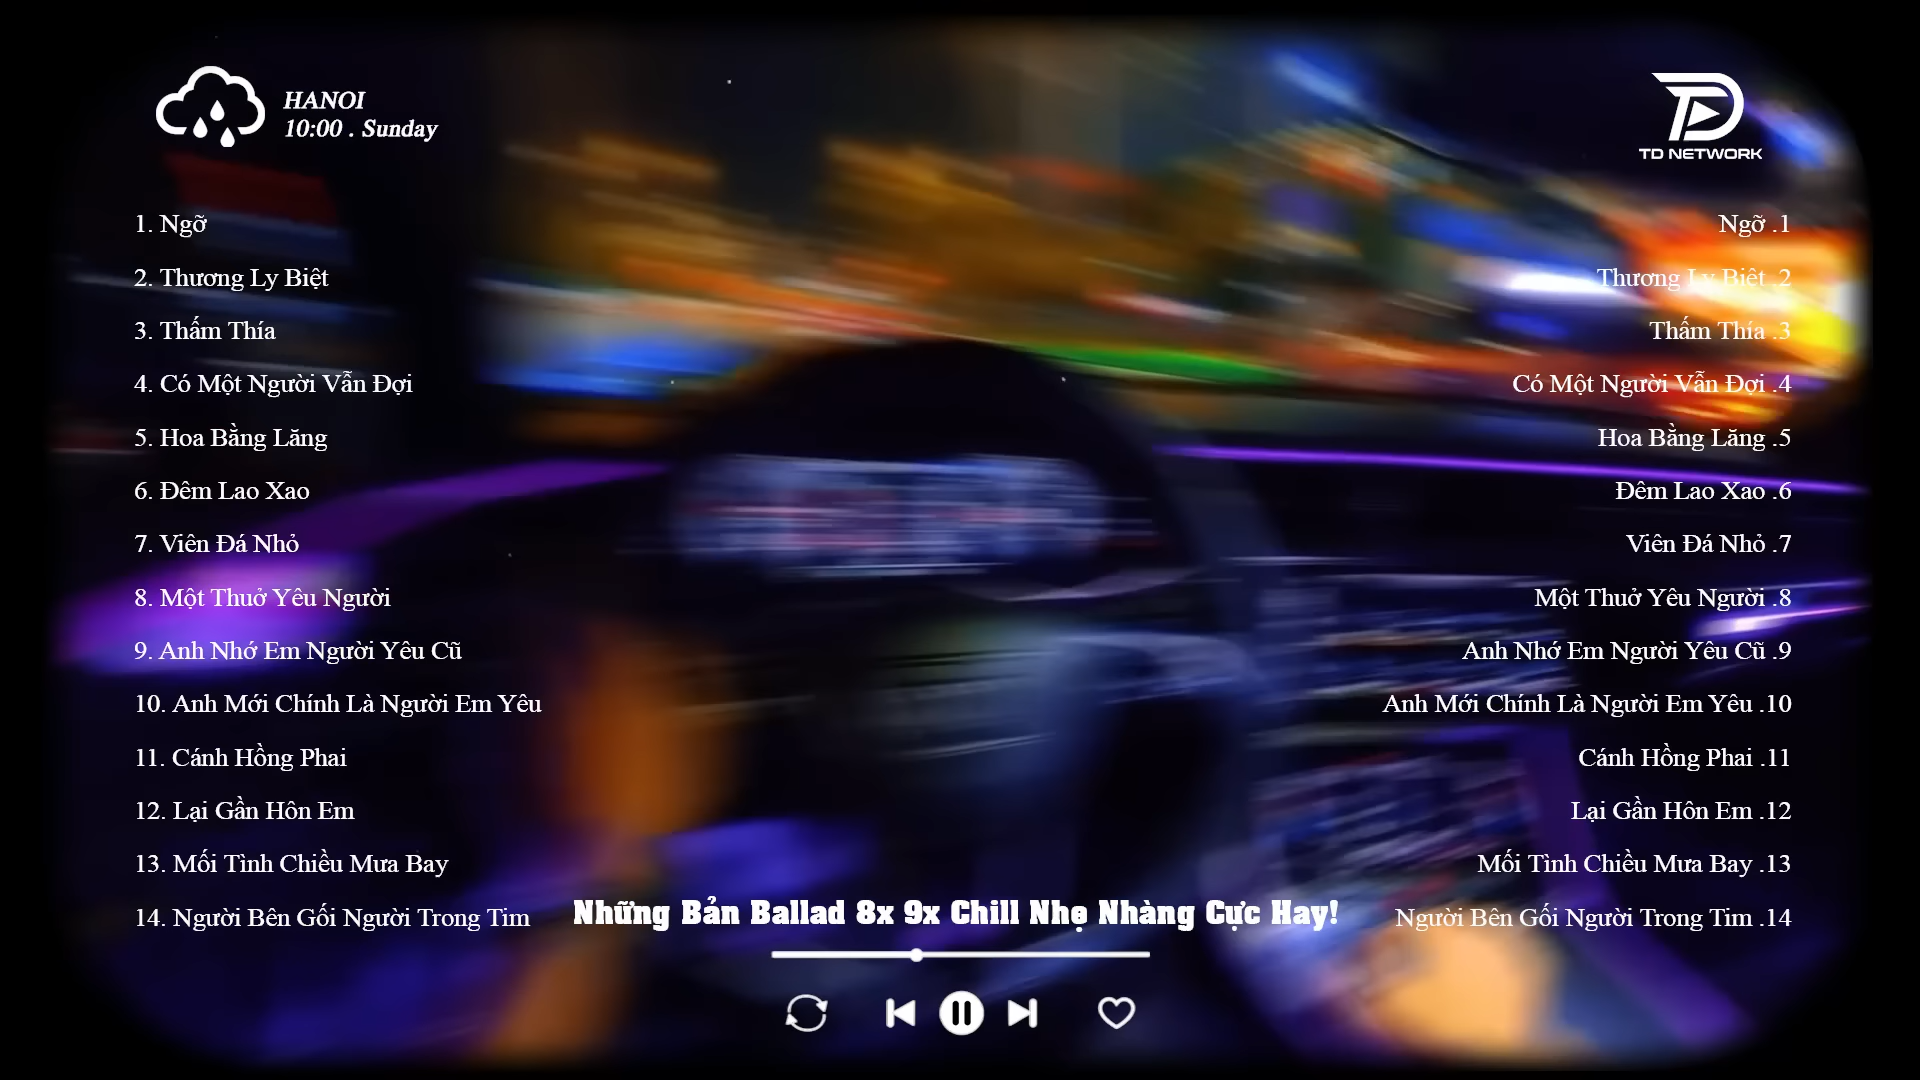 HANOI
10:00 . Sunday
TD NETWORK
1. Ngỡ
2. Thương Ly Biệt
3. Thấm Thía
4. Có Một Người Vẫn Đợi
5. Hoa Bằng Lăng
6. Đêm Lao Xao
7. Viên Đá Nhỏ
8. Một Thuở Yêu Người
9. Anh Nhớ Em Người Yêu Cũ
10. Anh Mới Chính Là Người Em Yêu
11. Cánh Hồng Phai
12. Lại Gần Hôn Em
13. Mối Tình Chiều Mưa Bay
14. Người Bên Gối Người Trong Tim
Ngỡ .1
Thương Ly Biệt .2
Thấm Thía .3
Có Một Người Vẫn Đợi .4
Hoa Bằng Lăng .5
Đêm Lao Xao .6
Viên Đá Nhỏ .7
Một Thuở Yêu Người .8
Anh Nhớ Em Người Yêu Cũ .9
Anh Mới Chính Là Người Em Yêu .10
Cánh Hồng Phai .11
Lại Gần Hôn Em .12
Mối Tình Chiều Mưa Bay .13
Người Bên Gối Người Trong Tim .14
Những Bản Ballad 8x 9x Chill Nhẹ Nhàng Cực Hay!